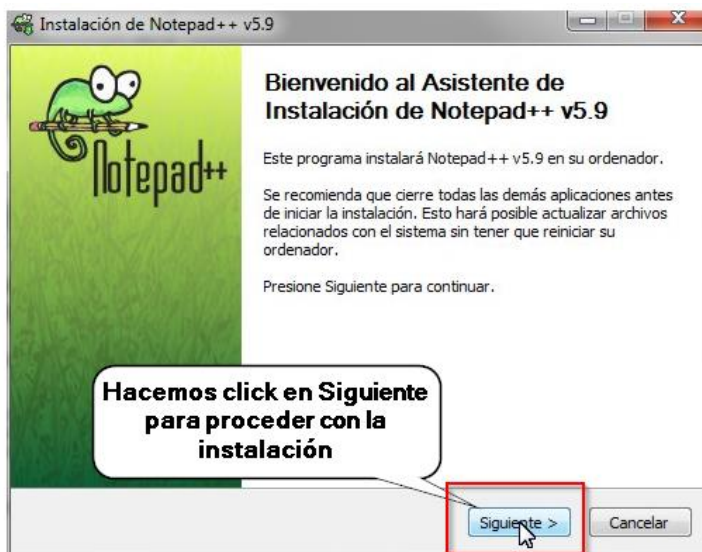 Instalación de Notepad++ v5.9
Notepad++
Bienvenido al Asistente de
Instalación de Notepad++ v5.9
Este programa instalará Notepad++ v5.9 en su ordenador.
Se recomienda que cierre todas las demás aplicaciones antes
de iniciar la instalación. Esto hará posible actualizar archivos
relacionados con el sistema sin tener que reiniciar su
ordenador.
Presione Siguiente para continuar.
Hacemos click en Siguiente
para proceder con la
instalación
Siguiente >
Cancelar